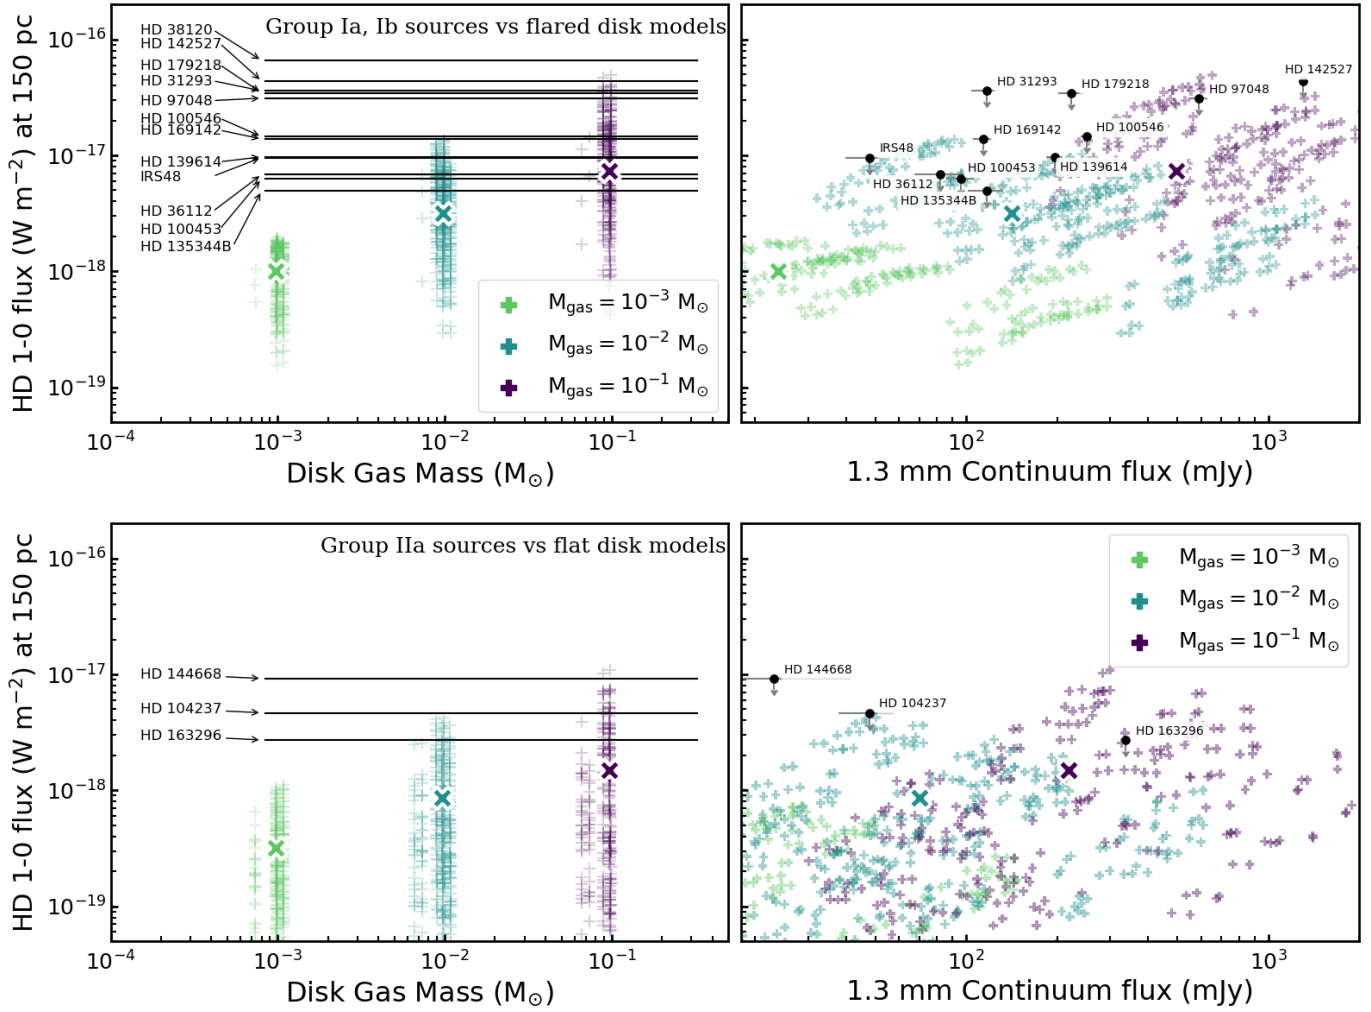 Group Ia, Ib sources vs flared disk models
HD 1-0 flux (W m⁻²) at 150 pc
10⁻¹⁶
10⁻¹⁷
10⁻¹⁸
10⁻¹⁹
HD 38120
HD 142527
HD 179218
HD 31293
HD 97048
HD 100546
HD 169142
HD 139614
IRS48
HD 36112
HD 100453
HD 135344B
M_gas = 10⁻³ M_⊙
M_gas = 10⁻² M_⊙
M_gas = 10⁻¹ M_⊙
10⁻⁴
10⁻³
10⁻²
10⁻¹
Disk Gas Mass (M_⊙)
HD 142527
HD 31293
HD 179218
HD 97048
HD 169142
HD 100546
IRS48
HD 100453
HD 139614
HD 36112
HD 135344B
10²
10³
1.3 mm Continuum flux (mJy)
Group IIa sources vs flat disk models
HD 1-0 flux (W m⁻²) at 150 pc
10⁻¹⁶
10⁻¹⁷
10⁻¹⁸
10⁻¹⁹
HD 144668
HD 104237
HD 163296
10⁻⁴
10⁻³
10⁻²
10⁻¹
Disk Gas Mass (M_⊙)
M_gas = 10⁻³ M_⊙
M_gas = 10⁻² M_⊙
M_gas = 10⁻¹ M_⊙
HD 144668
HD 104237
HD 163296
10²
10³
1.3 mm Continuum flux (mJy)